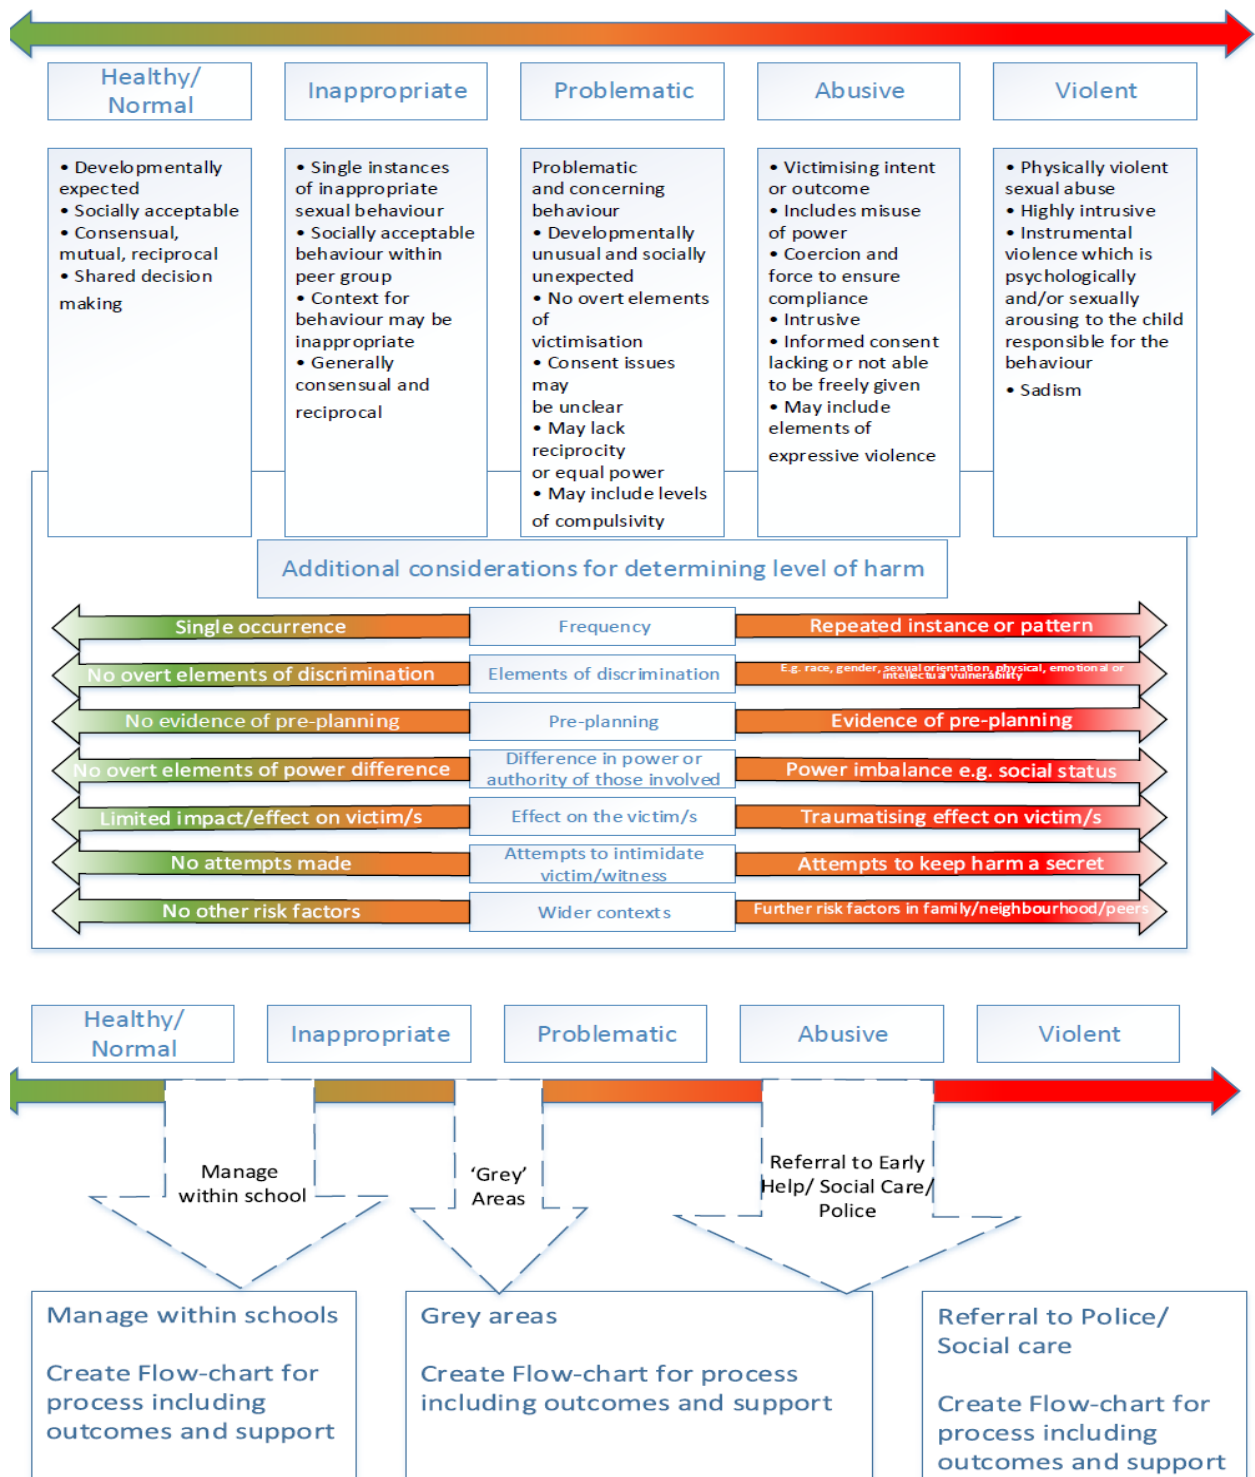 Healthy/
Normal
Inappropriate
Problematic
Abusive
Violent
• Developmentally
expected
• Socially acceptable
• Consensual,
mutual, reciprocal
• Shared decision
making
• Single instances
of inappropriate
sexual behaviour
• Socially acceptable
behaviour within
peer group
• Context for
behaviour may be
inappropriate
• Generally
consensual and
reciprocal
Problematic
and concerning
behaviour
• Developmentally
unusual and socially
unexpected
• No overt elements
of
victimisation
• Consent issues
may
be unclear
• May lack
reciprocity
or equal power
• May include levels
of compulsivity
• Victimising intent
or outcome
• Includes misuse
of power
• Coercion and
force to ensure
compliance
• Intrusive
• Informed consent
lacking or not able
to be freely given
• May include
elements of
expressive violence
• Physically violent
sexual abuse
• Highly intrusive
• Instrumental
violence which is
psychologically
and/or sexually
arousing to the child
responsible for the
behaviour
• Sadism
Additional considerations for determining level of harm
Single occurrence
Frequency
Repeated instance or pattern
No overt elements of discrimination
Elements of discrimination
E.g. race, gender, sexual orientation, physical, emotional or
intellectual vulnerability
No evidence of pre-planning
Pre-planning
Evidence of pre-planning
No overt elements of power difference
Difference in power or
authority of those involved
Power imbalance e.g. social status
Limited impact/effect on victim/s
Effect on the victim/s
Traumatising effect on victim/s
No attempts made
Attempts to intimidate
victim/witness
Attempts to keep harm a secret
No other risk factors
Wider contexts
Further risk factors in family/neighbourhood/peers
Healthy/
Normal
Inappropriate
Problematic
Abusive
Violent
Manage
within school
‘Grey’
Areas
Referral to Early
Help/ Social Care/
Police
Manage within schools
Create Flow-chart for
process including
outcomes and support
Grey areas
Create Flow-chart for process
including outcomes and support
Referral to Police/
Social care
Create Flow-chart for
process including
outcomes and support